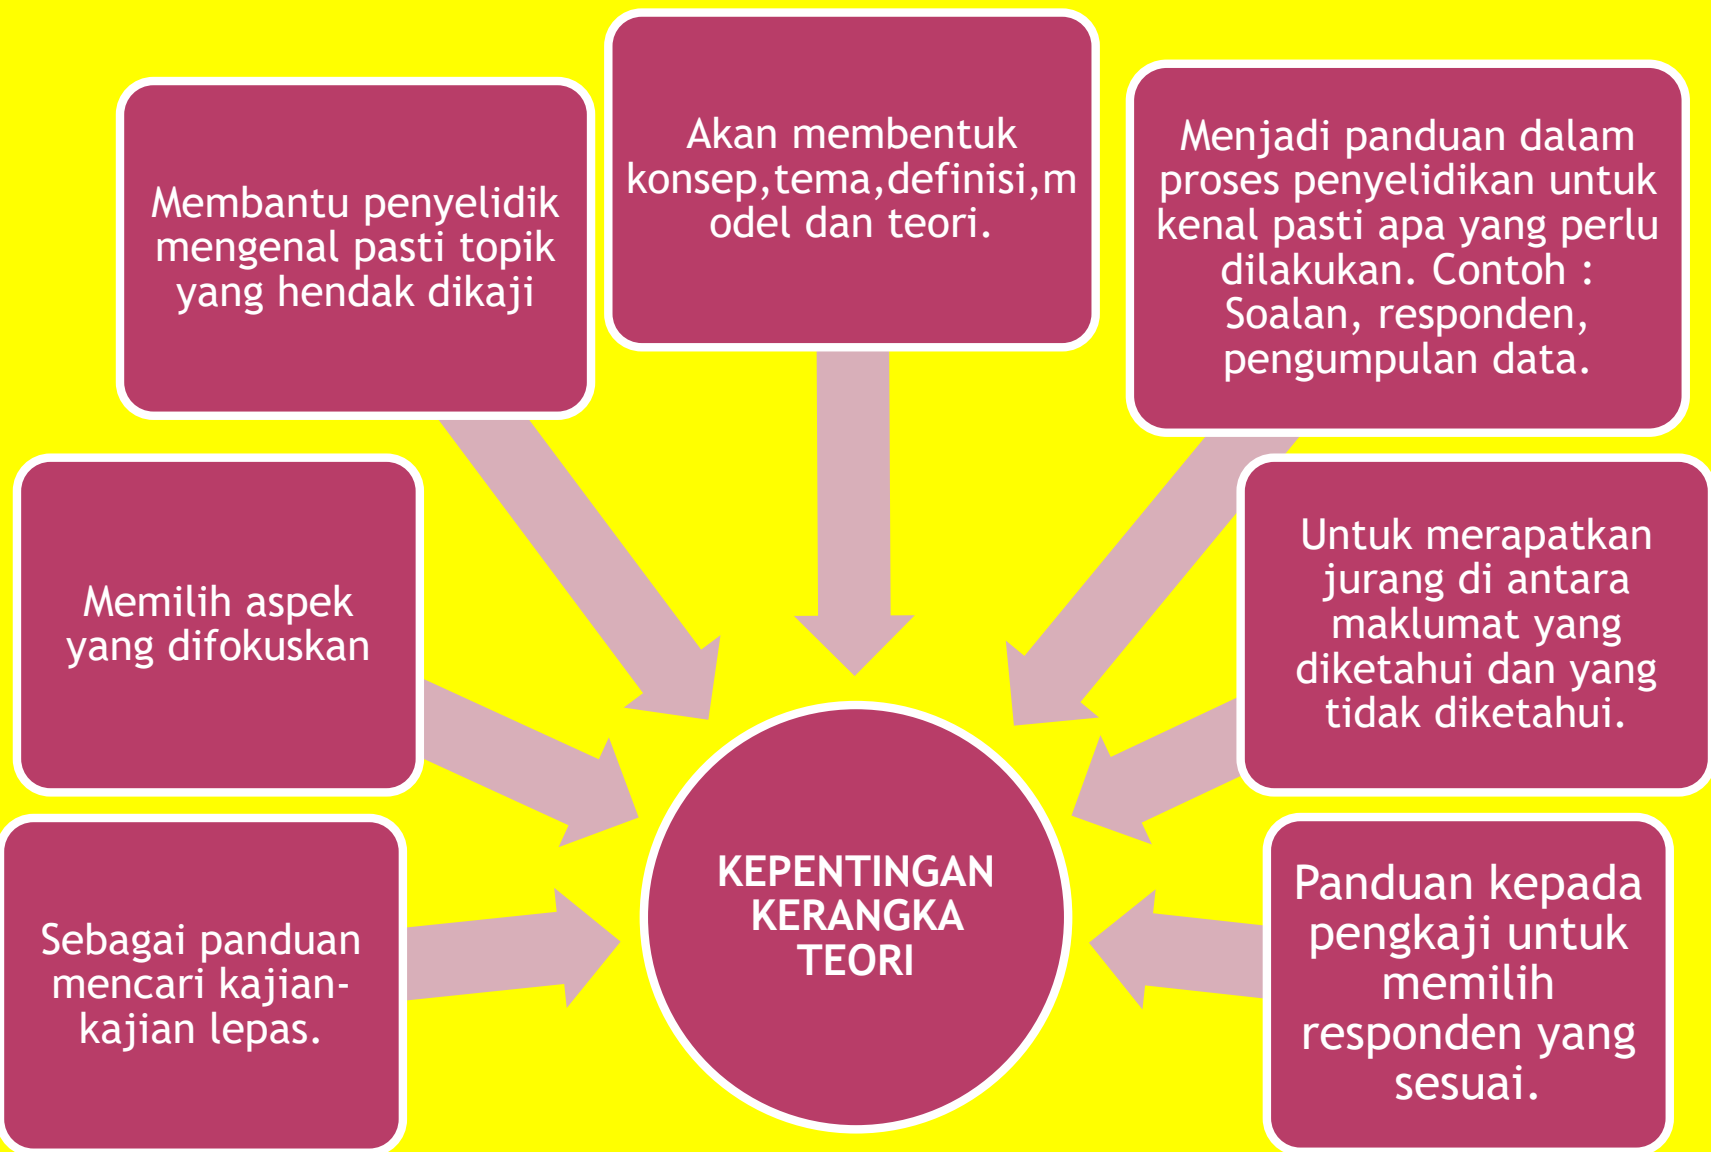 Sebagai panduan
mencari kajian-
kajian lepas.
Memilih aspek
yang difokuskan
Membantu penyelidik
mengenal pasti topik
yang hendak dikaji
Akan membentuk
konsep,tema,definisi,m
odel dan teori.
Menjadi panduan dalam
proses penyelidikan untuk
kenal pasti apa yang perlu
dilakukan. Contoh :
Soalan, responden,
pengumpulan data.
Untuk merapatkan
jurang di antara
maklumat yang
diketahui dan yang
tidak diketahui.
Panduan kepada
pengkaji untuk
memilih
responden yang
sesuai.
KEPENTINGAN
KERANGKA
TEORI